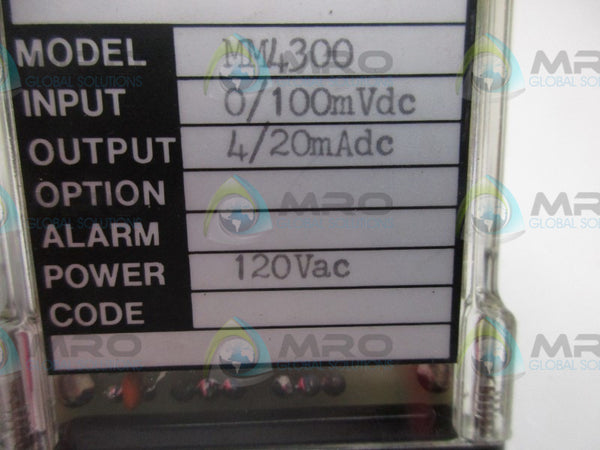 MODEL MM4300
INPUT 0/100mVdc
OUTPUT 4/20mAdc
OPTION
ALARM
POWER 120Vac
CODE
MRO
GLOBAL SOLUTIONS